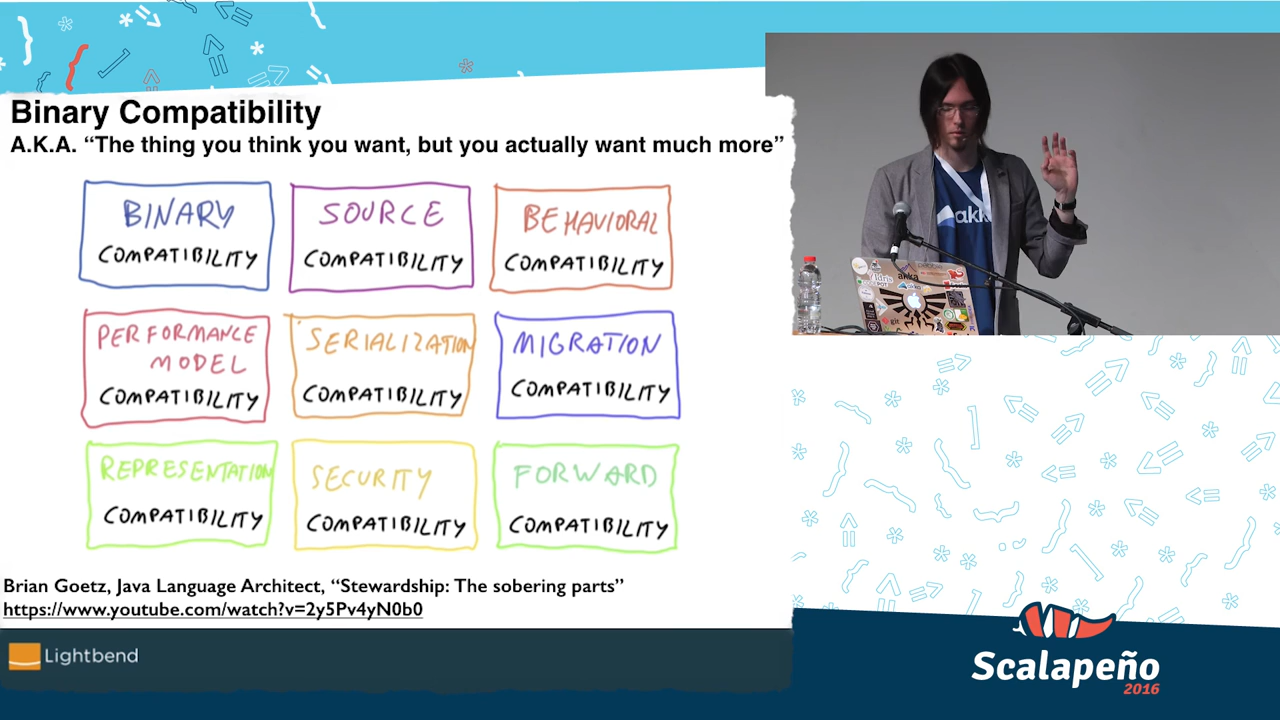 Binary Compatibility
A.K.A. “The thing you think you want, but you actually want much more”
BINARY
COMPATIBILITY
SOURCE
COMPATIBILITY
BEHAVIORAL
COMPATIBILITY
PERFORMANCE
MODEL
COMPATIBILITY
SERIALIZATION
COMPATIBILITY
MIGRATION
COMPATIBILITY
REPRESENTATION
COMPATIBILITY
SECURITY
COMPATIBILITY
FORWARD
COMPATIBILITY
Brian Goetz, Java Language Architect, “Stewardship: The sobering parts”
https://www.youtube.com/watch?v=2y5Pv4yN0b0
Lightbend
akk
akka
git
Scalapeño
2016